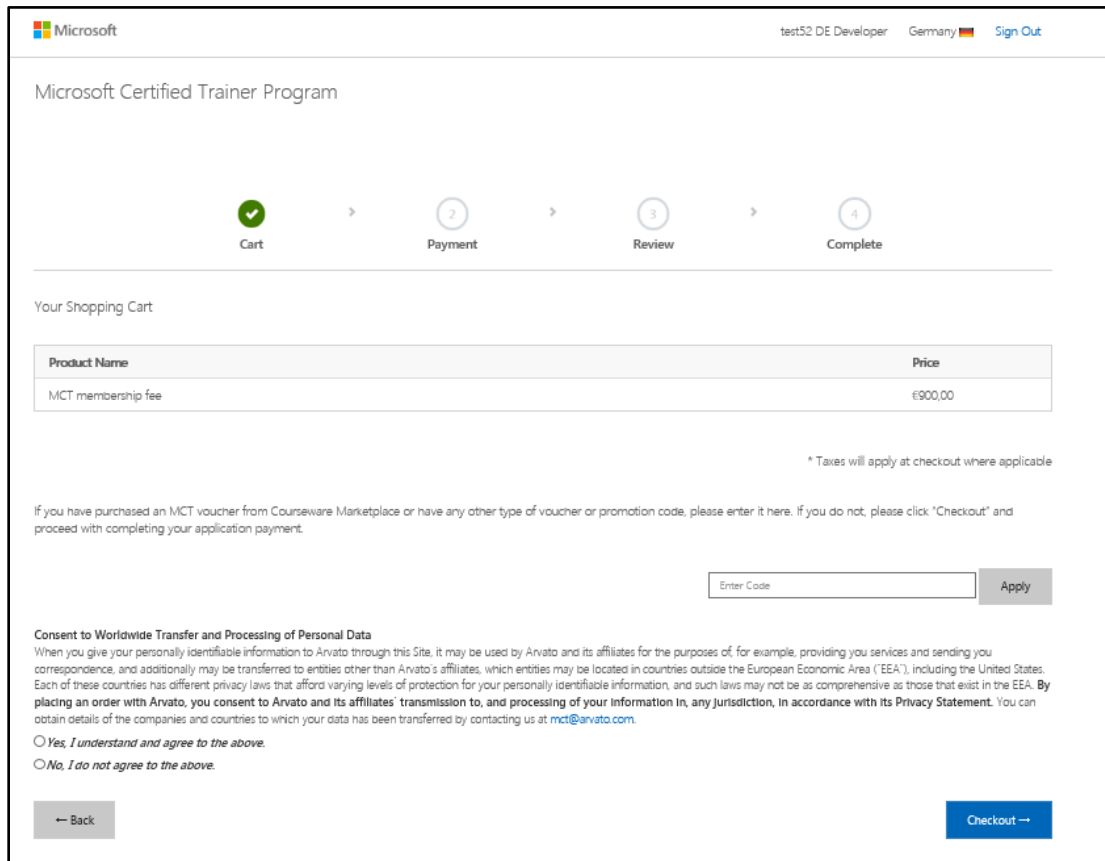 Microsoft
test52 DE Developer Germany Sign Out
Microsoft Certified Trainer Program
2 3 4
Cart Payment Review Complete
Your Shopping Cart
Product Name Price
MCT membership fee €900,00
* Taxes will apply at checkout where applicable
If you have purchased an MCT voucher from Courseware Marketplace or have any other type of voucher or promotion code, please enter it here. If you do not, please click "Checkout" and
proceed with completing your application payment.
Enter Code Apply
Consent to Worldwide Transfer and Processing of Personal Data
When you give your personally identifiable information to Arvato through this Site, it may be used by Arvato and its affiliates for the purposes of, for example, providing you services and sending you
correspondence, and additionally may be transferred to entities other than Arvato's affiliates, which entities may be located in countries outside the European Economic Area ("EEA"), including the United States.
Each of these countries has different privacy laws that afford varying levels of protection for your personally identifiable information, and such laws may not be as comprehensive as those that exist in the EEA. By
placing an order with Arvato, you consent to Arvato and its affiliates' transmission to, and processing of your information in, any jurisdiction, in accordance with its Privacy Statement. You can
obtain details of the companies and countries to which your data has been transferred by contacting us at mct@arvato.com.
Yes, I understand and agree to the above.
No, I do not agree to the above.
← Back Checkout →